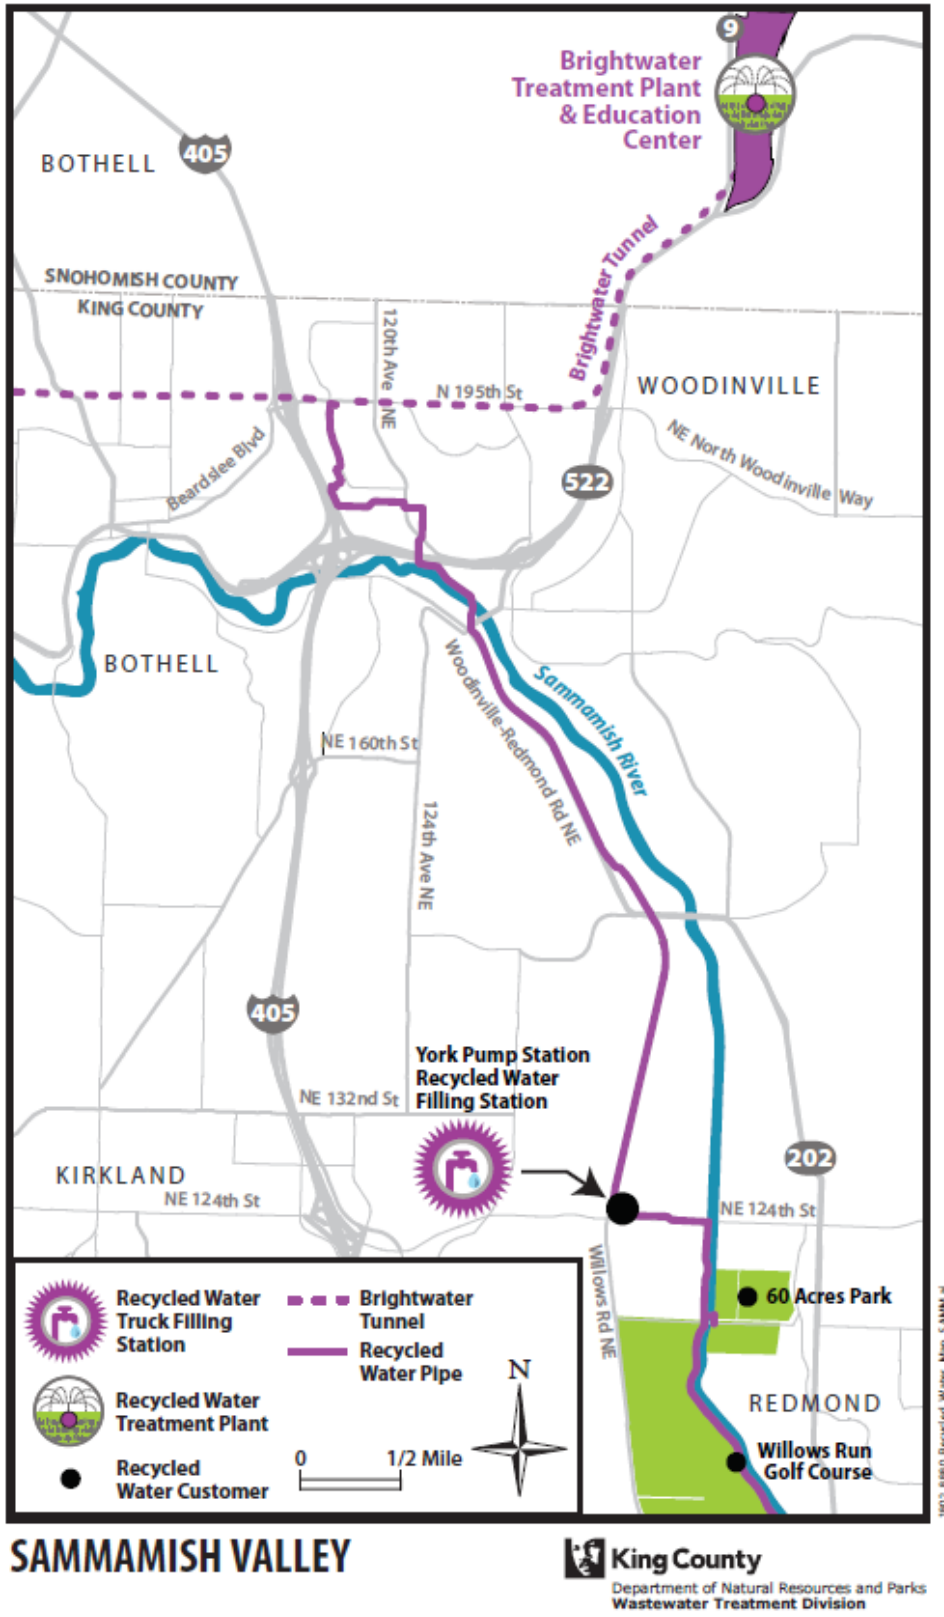 9
Brightwater
Treatment Plant
& Education
Center
BOTHELL
405
Brightwater Tunnel
SNOHOMISH COUNTY
KING COUNTY
120th Ave NE
N 195th St
WOODINVILLE
NE North Woodinville Way
Beardslee Blvd
522
BOTHELL
Woodinville-Redmond Rd NE
Sammamish River
NE 160th St
124th Ave NE
405
York Pump Station
Recycled Water
Filling Station
NE 132nd St
202
KIRKLAND
NE 124th St
NE 124th St
Willows Rd NE
60 Acres Park
REDMOND
Willows Run
Golf Course
Recycled Water
Truck Filling
Station
Recycled Water
Treatment Plant
Recycled
Water Customer
Brightwater
Tunnel
Recycled
Water Pipe
N
0 1/2 Mile
SAMMAMISH VALLEY
King County
Department of Natural Resources and Parks
Wastewater Treatment Division